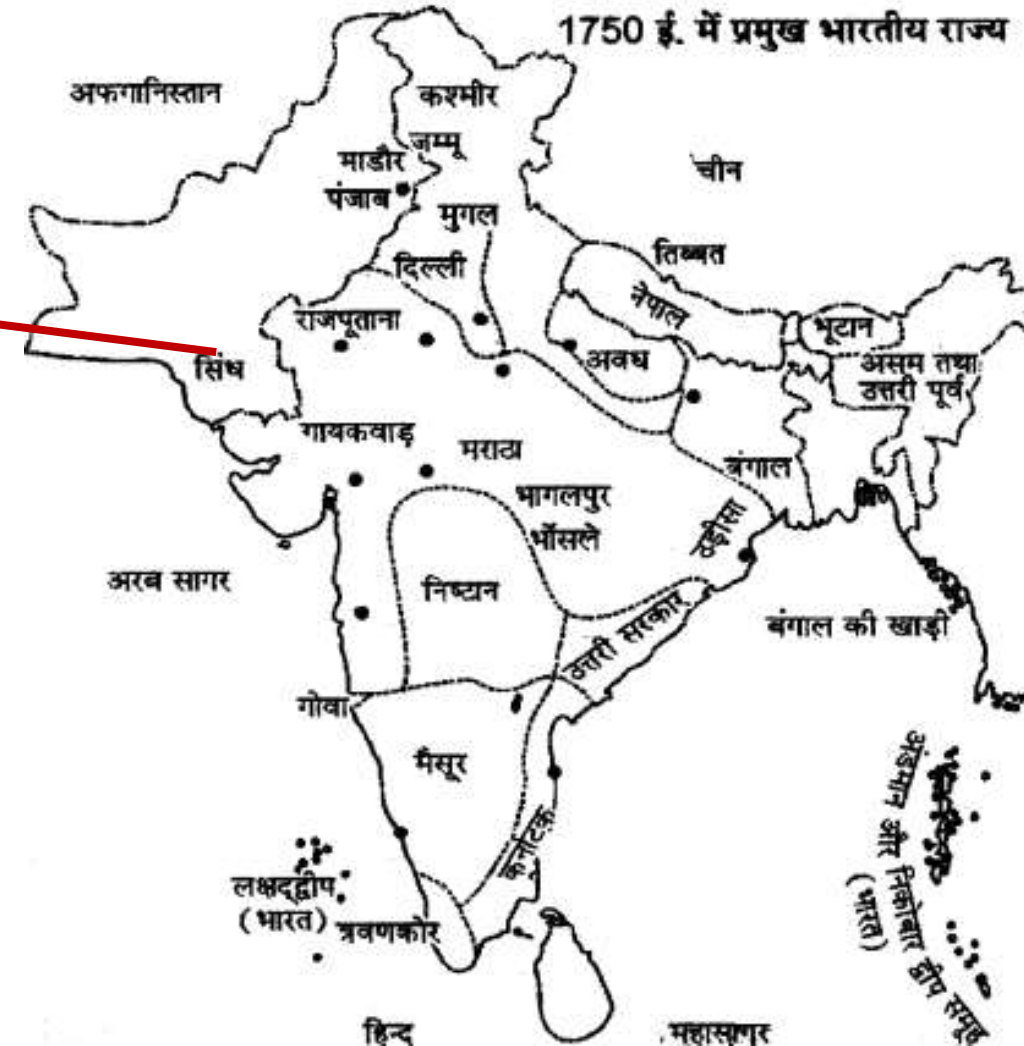 1750 ई. में प्रमुख भारतीय राज्य
अफगानिस्तान
कश्मीर
जम्मू
माडौर
पंजाब
चीन
मुगल
दिल्ली
तिब्बत
नेपाल
भूटान
राजपूताना
अवध
असम तथा
उत्तरी पूर्व
सिंध
गायकवाड़
मराठा
बंगाल
भागलपुर
भोंसले
उड़ीसा
अरब सागर
निष्टान
उत्तरी सरकार
बंगाल की खाड़ी
गोवा
मैसूर
कर्नाटक
अंडमान और निकोबार द्वीप समूह
(भारत)
लक्षद्द्वीप
(भारत)
त्रवणकोर
हिन्द
महासागर